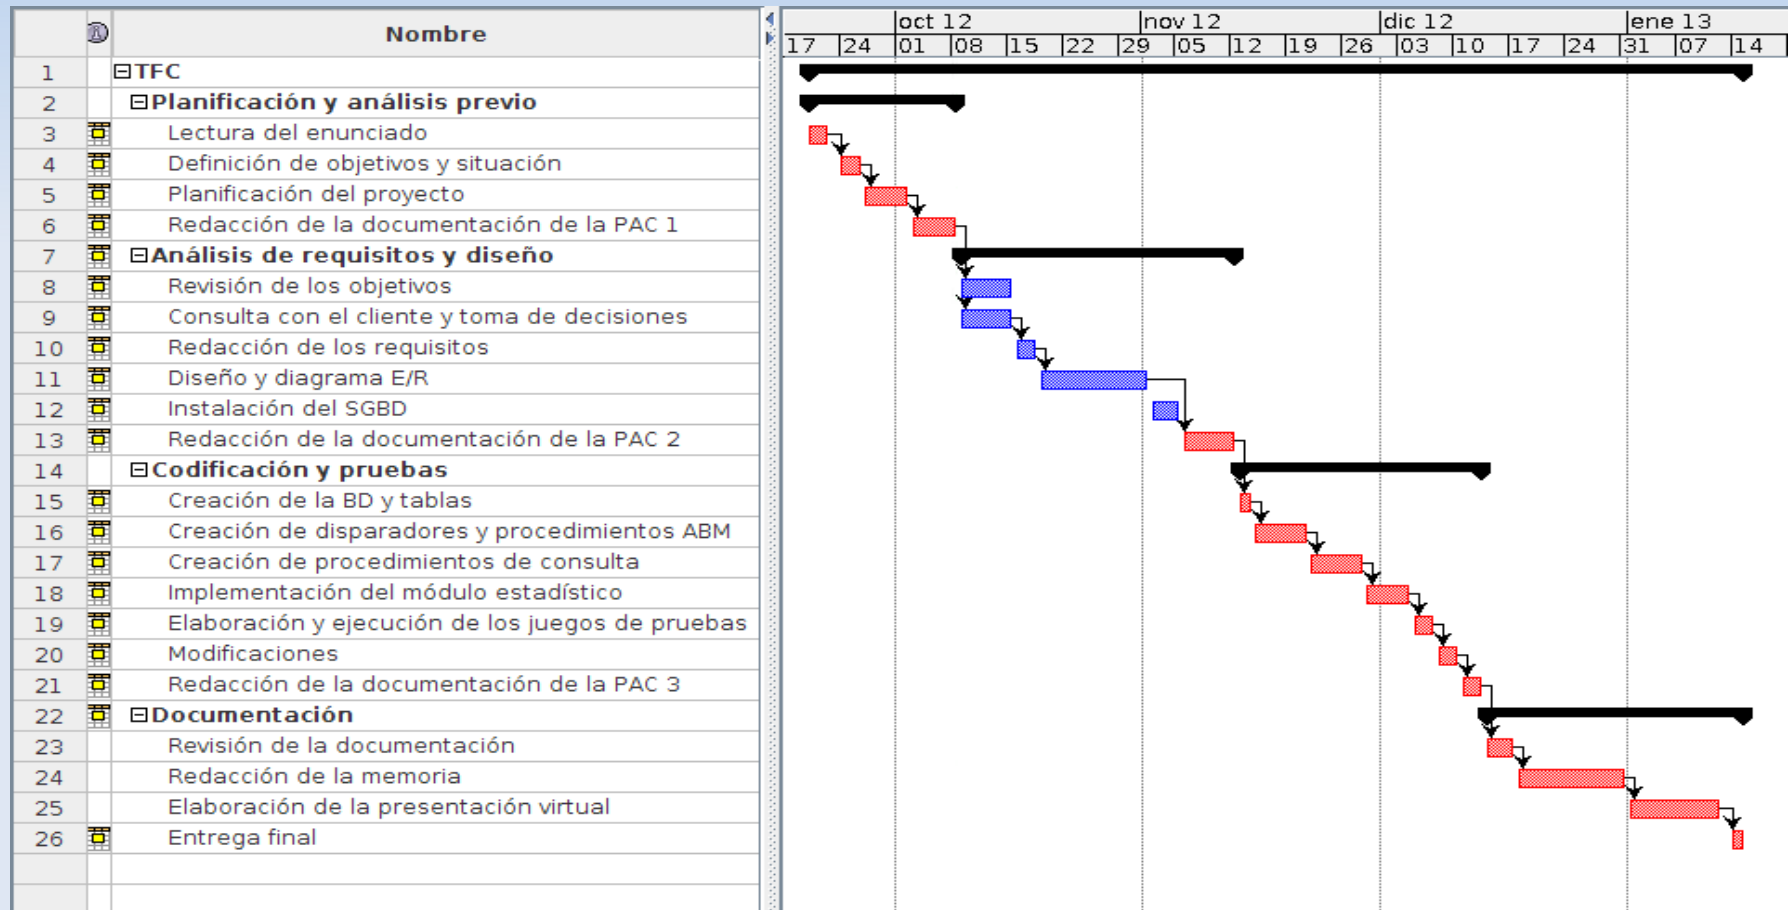 Nombre
oct 12 nov 12 dic 12 ene 13
17 24 01 08 15 22 29 05 12 19 26 03 10 17 24 31 07 14
1 TFC
2 Planificación y análisis previo
3 Lectura del enunciado
4 Definición de objetivos y situación
5 Planificación del proyecto
6 Redacción de la documentación de la PAC 1
7 Análisis de requisitos y diseño
8 Revisión de los objetivos
9 Consulta con el cliente y toma de decisiones
10 Redacción de los requisitos
11 Diseño y diagrama E/R
12 Instalación del SGBD
13 Redacción de la documentación de la PAC 2
14 Codificación y pruebas
15 Creación de la BD y tablas
16 Creación de disparadores y procedimientos ABM
17 Creación de procedimientos de consulta
18 Implementación del módulo estadístico
19 Elaboración y ejecución de los juegos de pruebas
20 Modificaciones
21 Redacción de la documentación de la PAC 3
22 Documentación
23 Revisión de la documentación
24 Redacción de la memoria
25 Elaboración de la presentación virtual
26 Entrega final